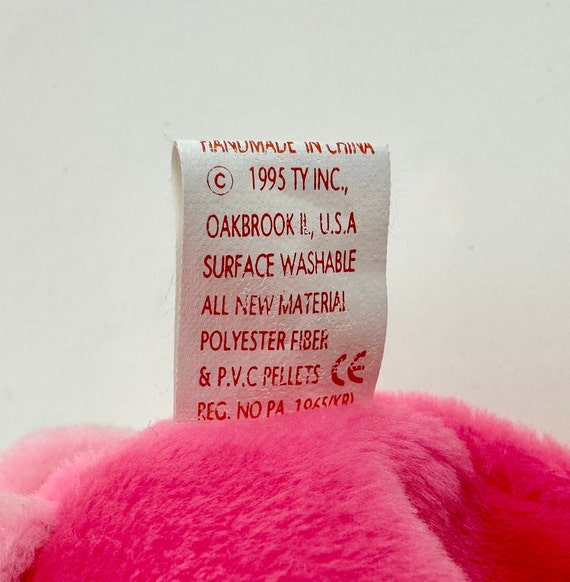 HANDMADE IN CHINA
© 1995 TY INC.,
OAKBROOK IL, U.S.A
SURFACE WASHABLE
ALL NEW MATERIAL
POLYESTER FIBER
& P.V.C PELLETS CE
REG. NO PA. 1965(KR)